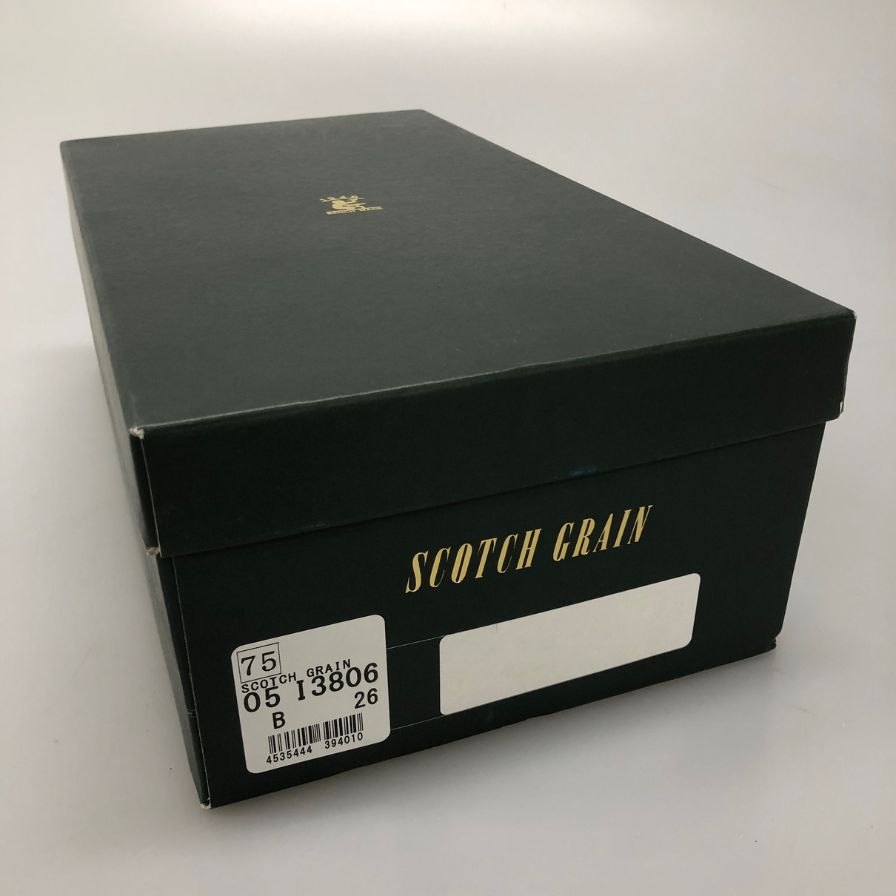 SCOTCH GRAIN
75
SCOTCH GRAIN
05 I3806
B 26
4535444 394010